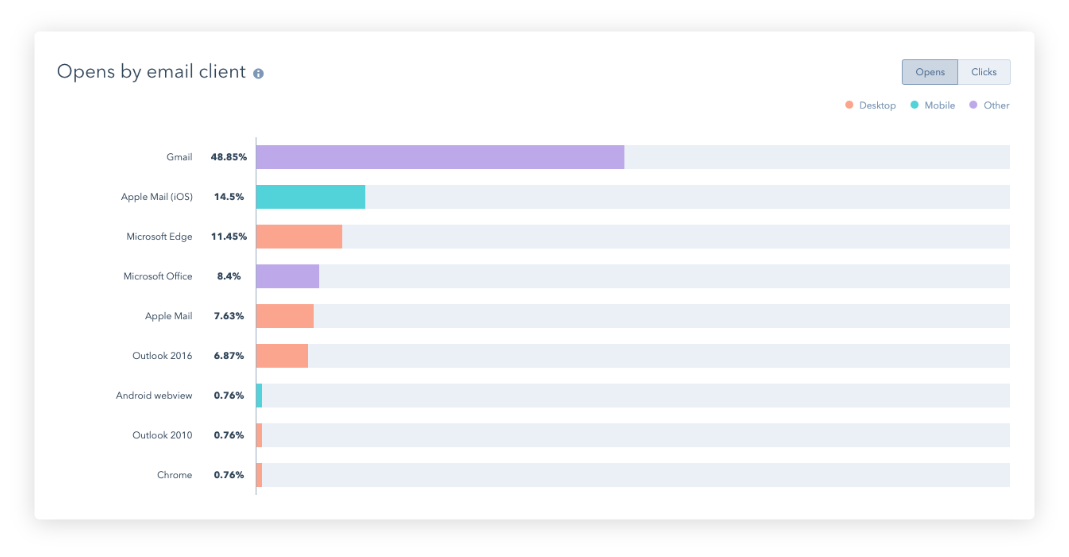 Opens by email client
Opens Clicks
Desktop Mobile Other
Gmail 48.85%
Apple Mail (iOS) 14.5%
Microsoft Edge 11.45%
Microsoft Office 8.4%
Apple Mail 7.63%
Outlook 2016 6.87%
Android webview 0.76%
Outlook 2010 0.76%
Chrome 0.76%